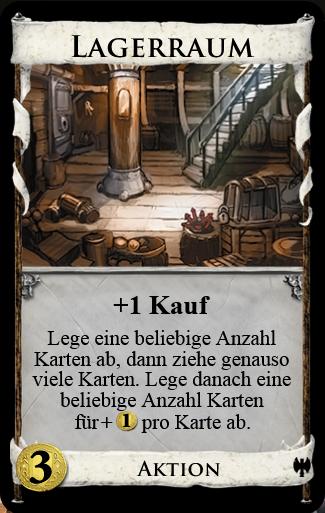 LAGERRAUM
+1 Kauf
Lege eine beliebige Anzahl
Karten ab, dann ziehe genauso
viele Karten. Lege danach eine
beliebige Anzahl Karten
für+ 1 pro Karte ab.
3 AKTION